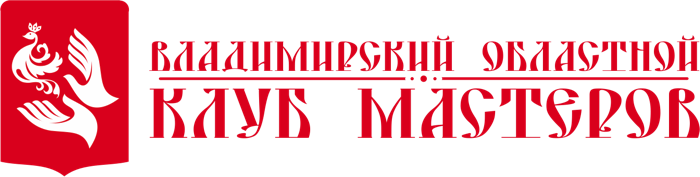 ВЛАДИМИРСКИЙ ОБЛАСТНОЙ
КЛУБ МАСТЕРОВ